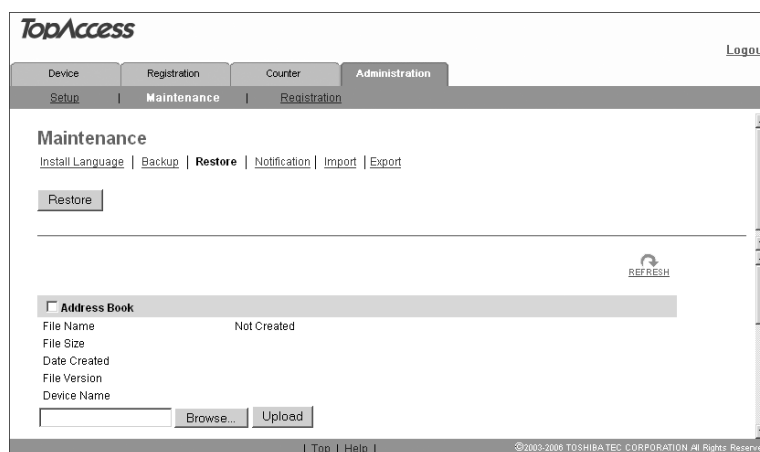 TopAccess
Logou
Device Registration Counter Administration
Setup | Maintenance | Registration
Maintenance
Install Language | Backup | Restore | Notification | Import | Export
Restore
REFRESH
Address Book
File Name Not Created
File Size
Date Created
File Version
Device Name
Browse... Upload
| Top | Help | ©2003-2006 TOSHIBA TEC CORPORATION All Rights Reserve